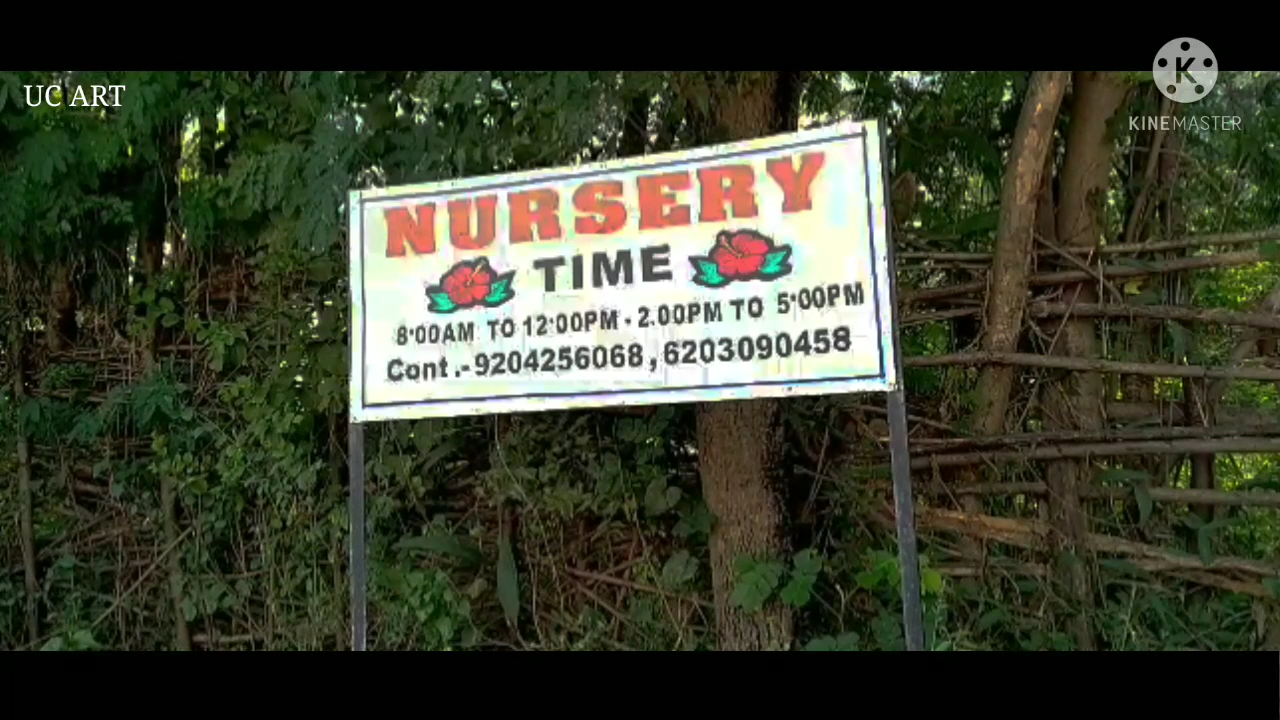 UC ART
KINEMASTER
NURSERY
TIME
8:00AM TO 12:00PM - 2.00PM TO 5:00PM
Cont.-9204256068,6203090458